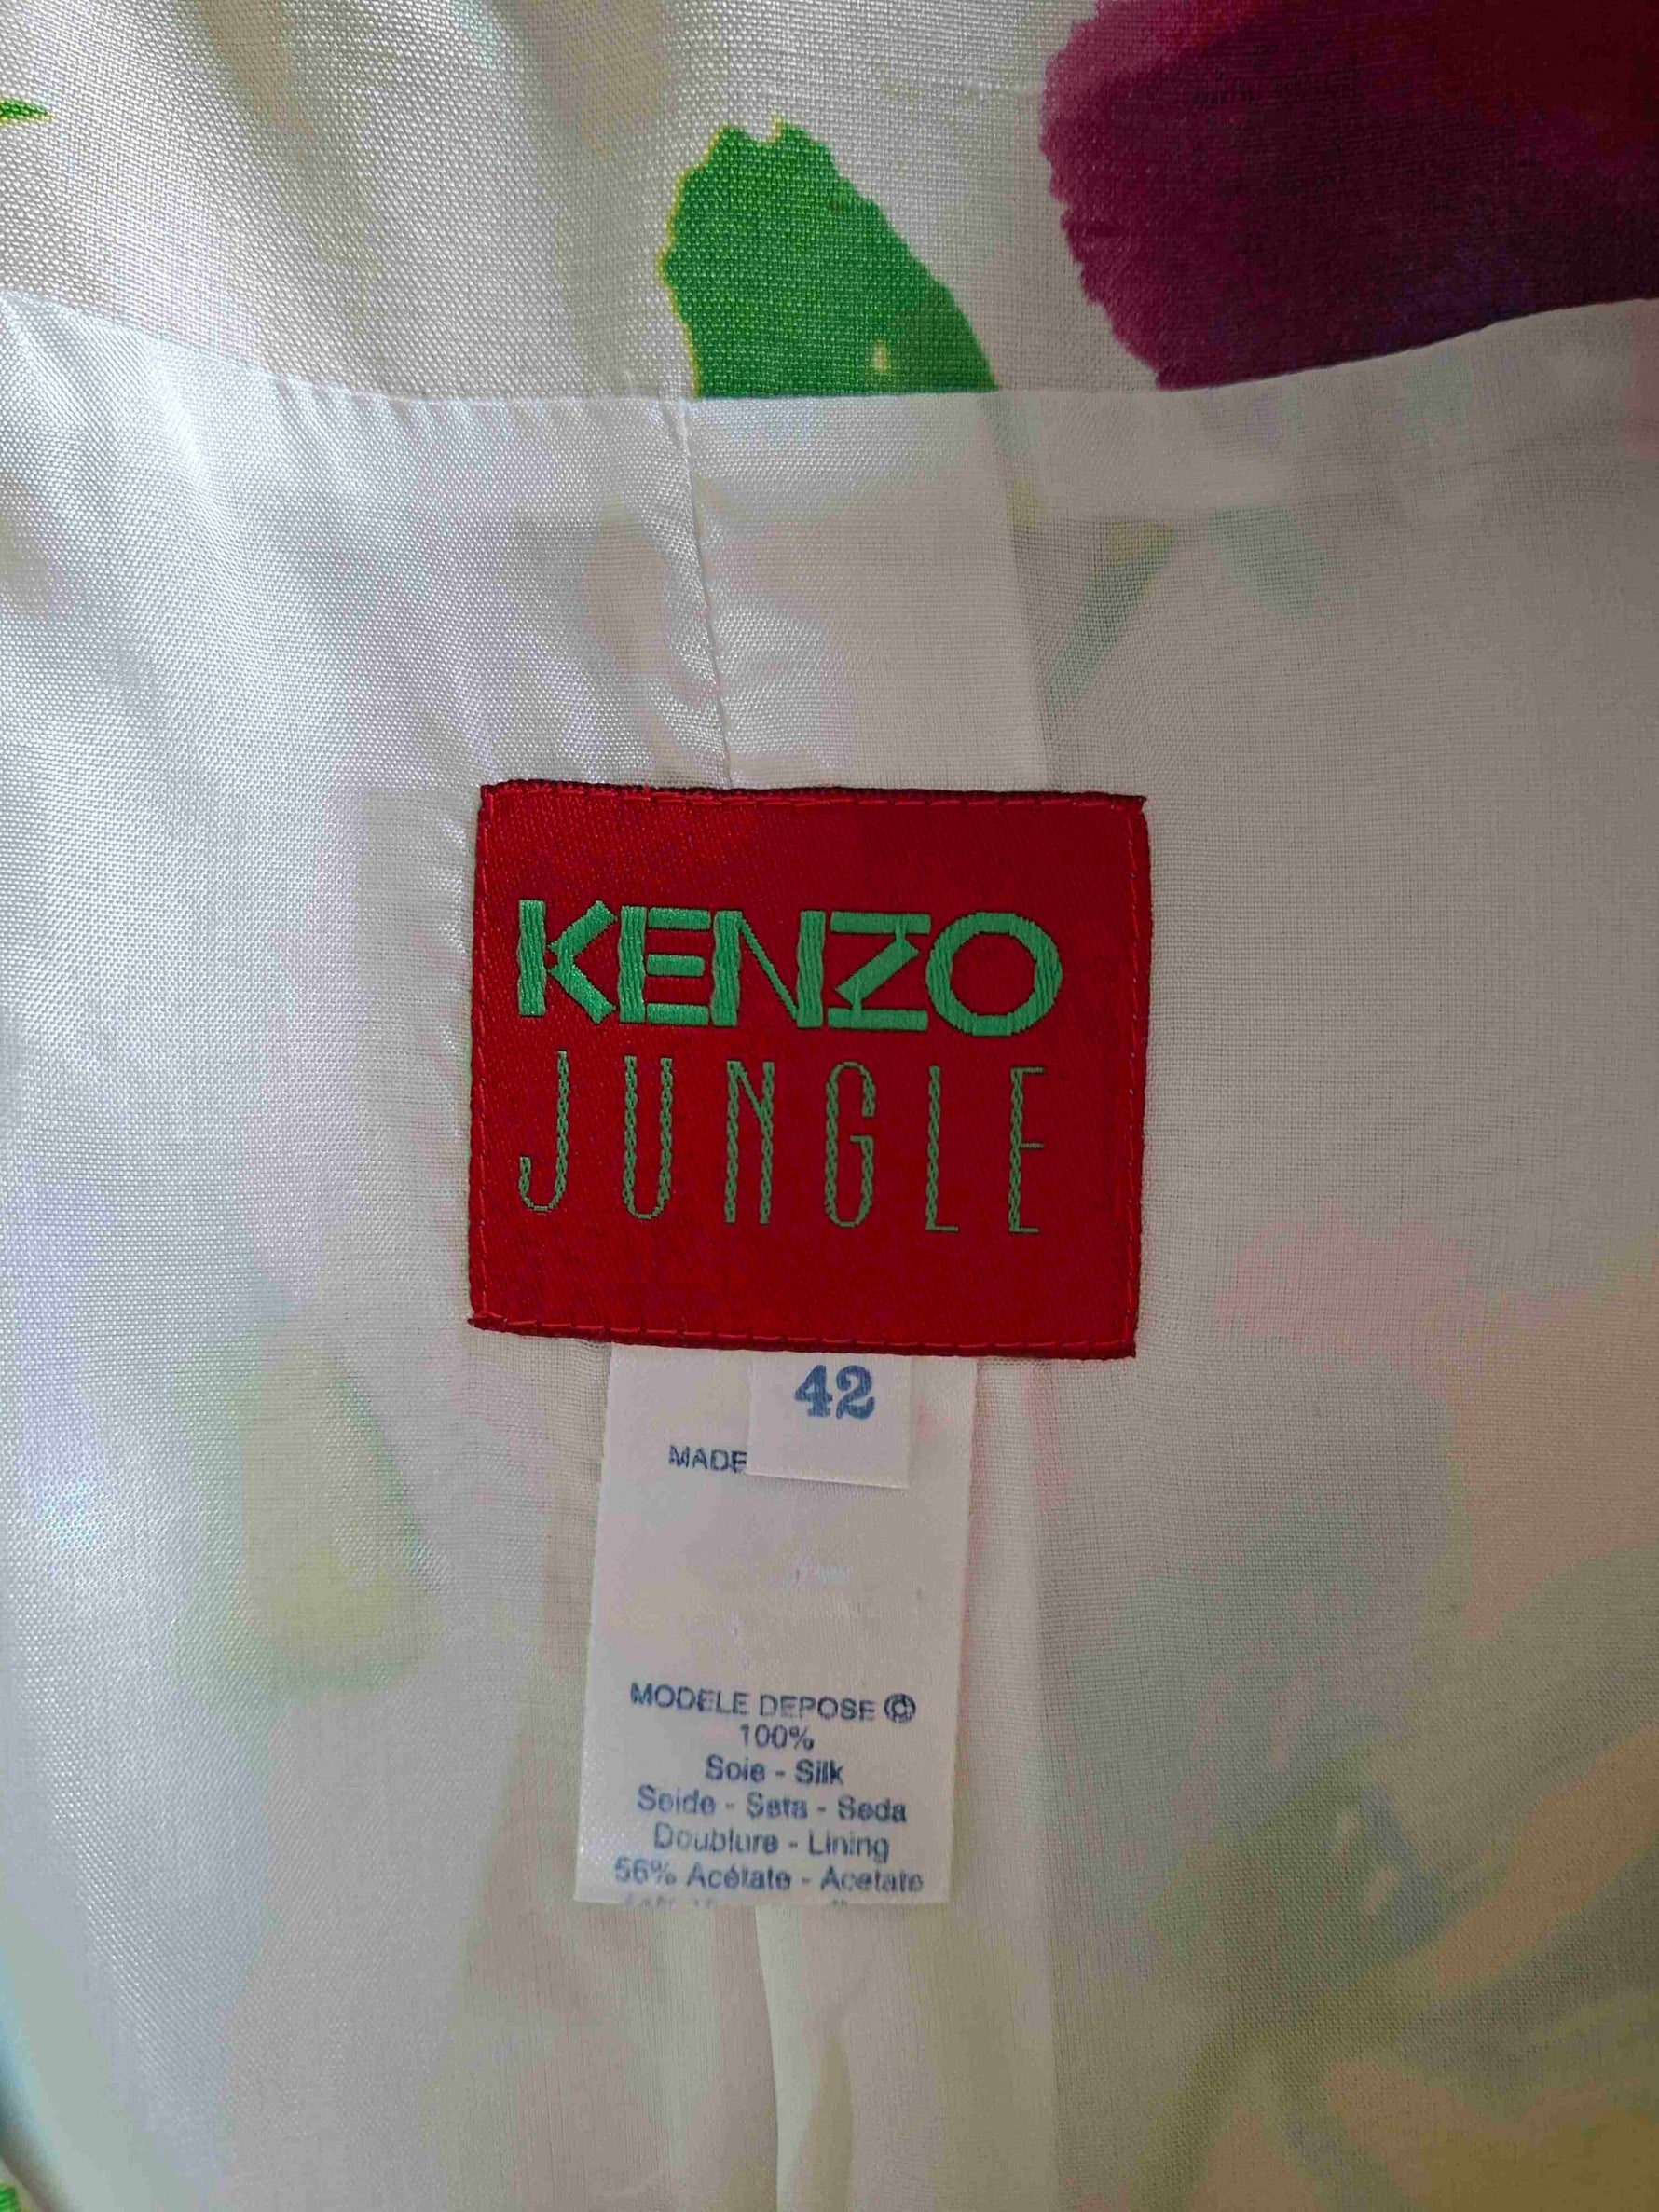 KENZO
JUNGLE
42
MADE
MODELE DEPOSE ©
100%
Soie - Silk
Seide - Seta - Seda
Doublure - Lining
56% Acétate - Acetate